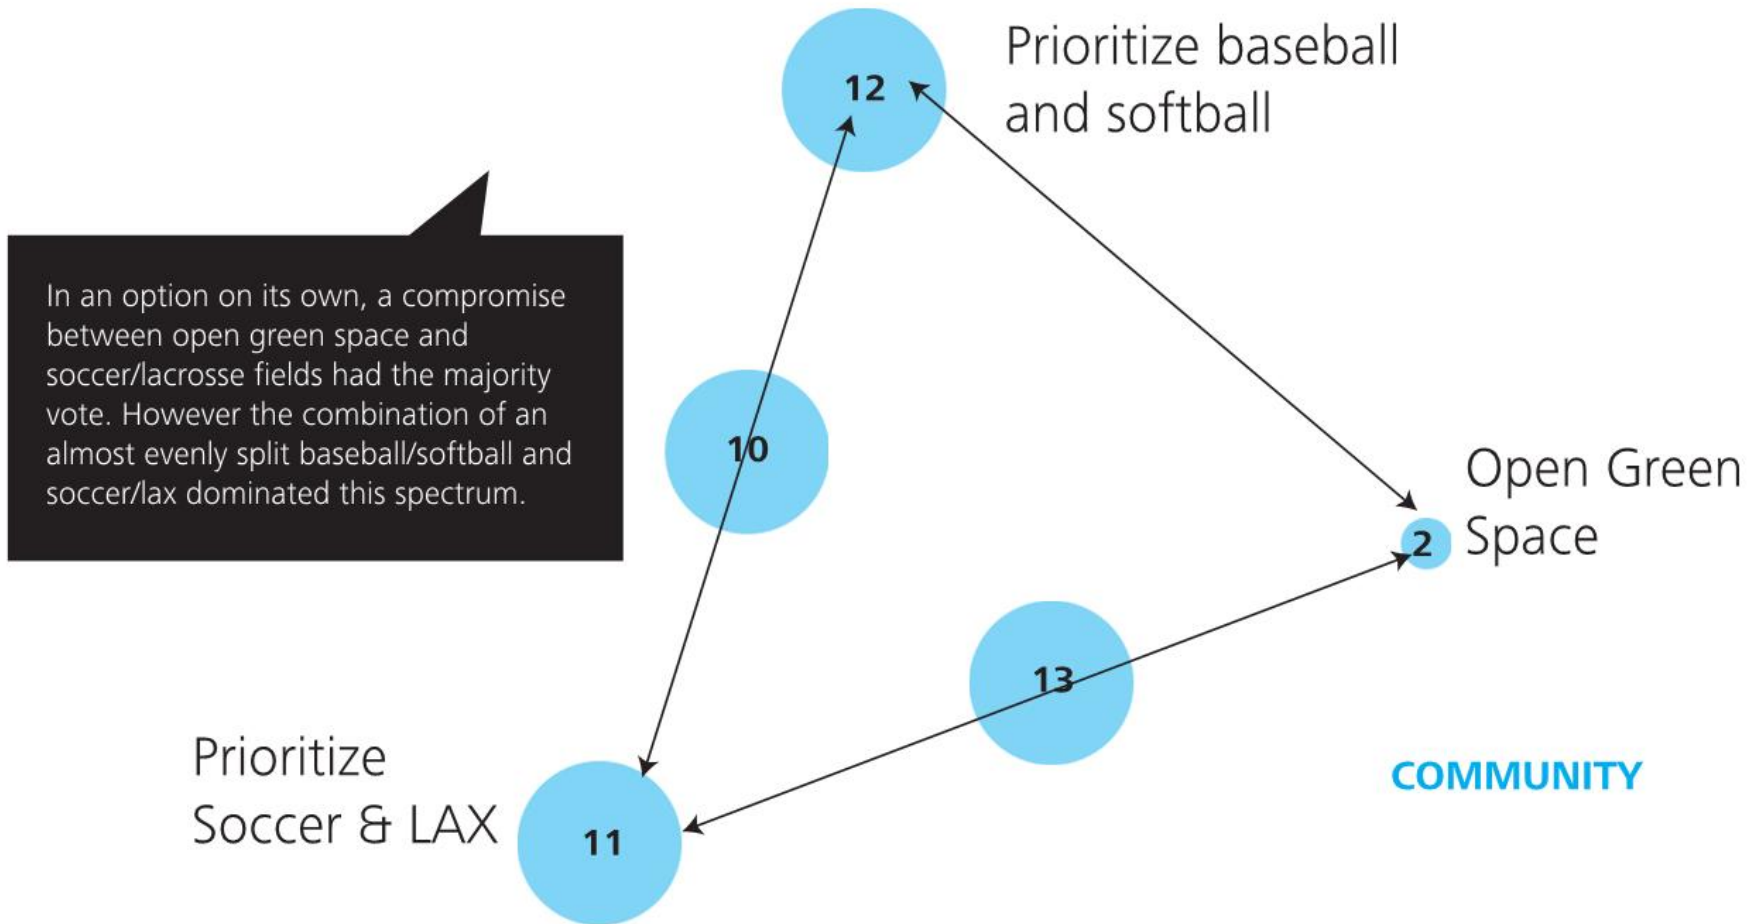 12
Prioritize baseball
and softball
In an option on its own, a compromise
between open green space and
soccer/lacrosse fields had the majority
vote. However the combination of an
almost evenly split baseball/softball and
soccer/lax dominated this spectrum.
10
Open Green
Space
2
13
Prioritize
Soccer & LAX
11
COMMUNITY